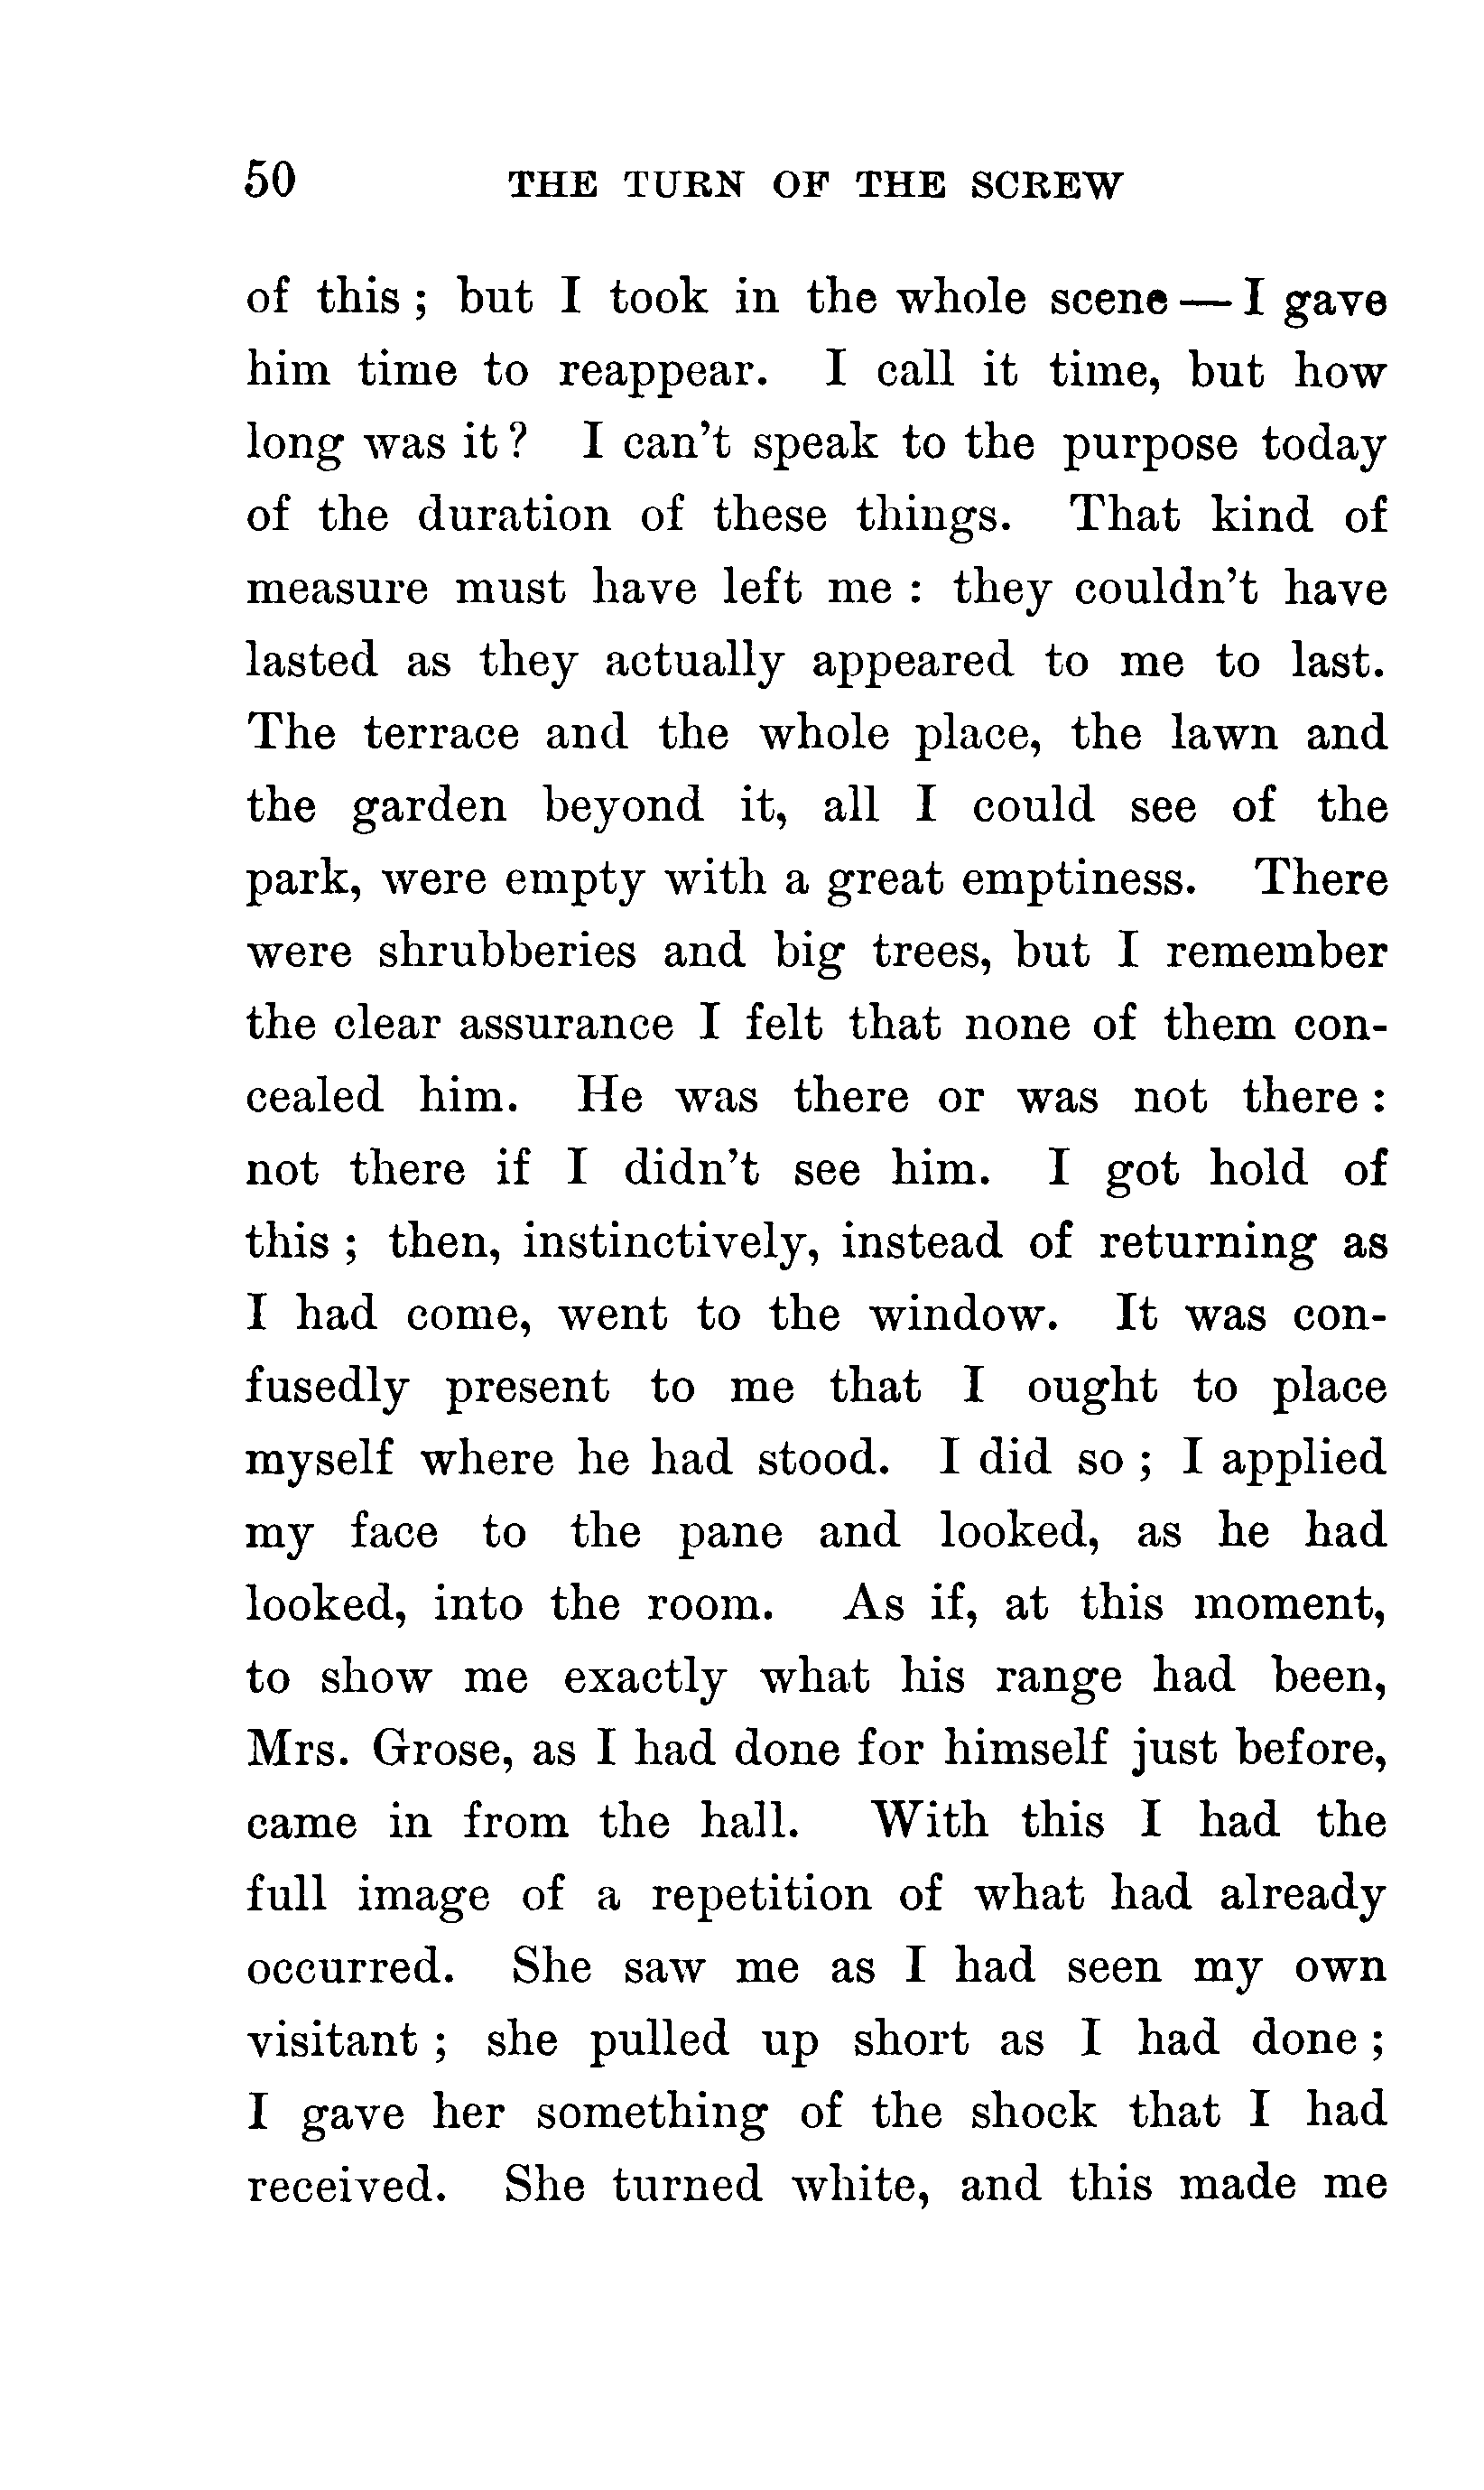 50 THE TURN OF THE SCREW
of this; but I took in the whole scene—I gave
him time to reappear. I call it time, but how
long was it? I can't speak to the purpose today
of the duration of these things. That kind of
measure must have left me: they couldn't have
lasted as they actually appeared to me to last.
The terrace and the whole place, the lawn and
the garden beyond it, all I could see of the
park, were empty with a great emptiness. There
were shrubberies and big trees, but I remember
the clear assurance I felt that none of them con-
cealed him. He was there or was not there:
not there if I didn't see him. I got hold of
this; then, instinctively, instead of returning as
I had come, went to the window. It was con-
fusedly present to me that I ought to place
myself where he had stood. I did so; I applied
my face to the pane and looked, as he had
looked, into the room. As if, at this moment,
to show me exactly what his range had been,
Mrs. Grose, as I had done for himself just before,
came in from the hall. With this I had the
full image of a repetition of what had already
occurred. She saw me as I had seen my own
visitant; she pulled up short as I had done;
I gave her something of the shock that I had
received. She turned white, and this made me